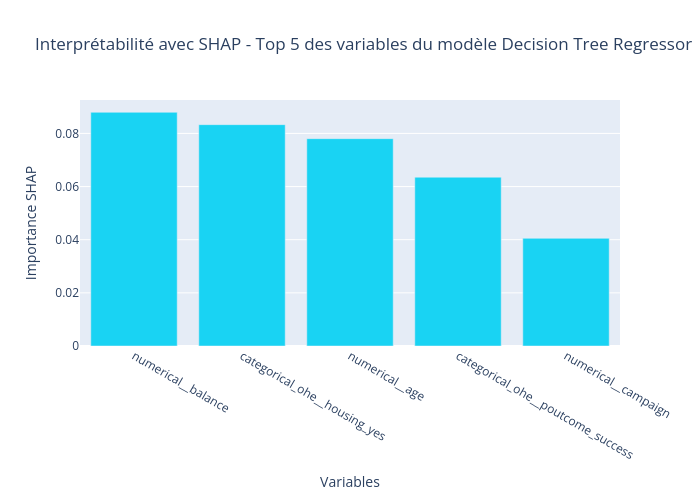 Interprétabilité avec SHAP - Top 5 des variables du modèle Decision Tree Regressor
Importance SHAP
0.08
0.06
0.04
0.02
0
numerical__balance
categorical_ohe__housing_yes
numerical__age
categorical_ohe__poutcome_success
numerical__campaign
Variables